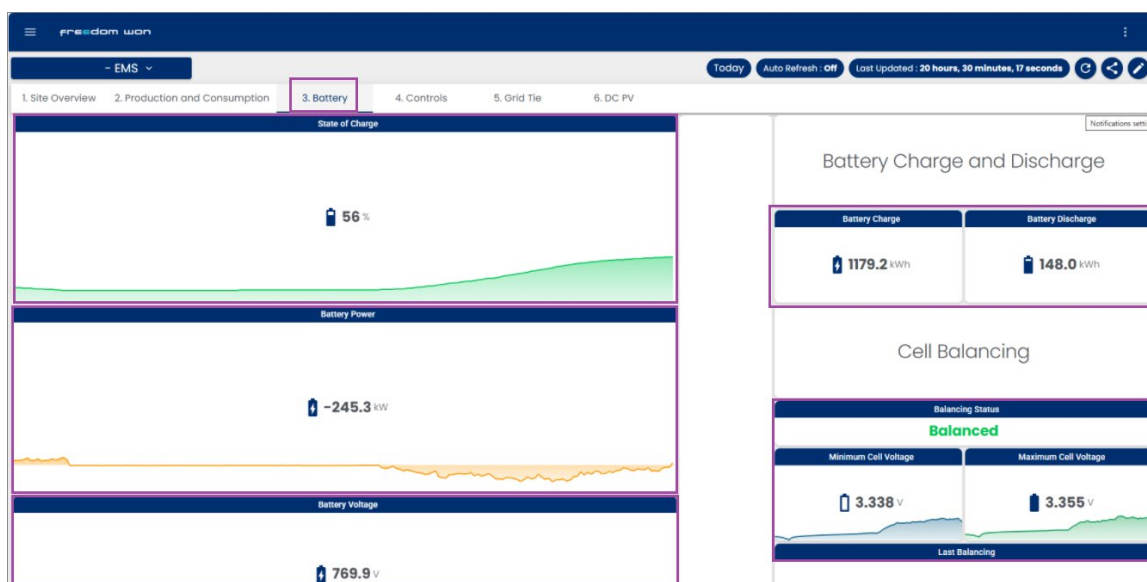 freedom won
- EMS
Today
Auto Refresh : Off
Last Updated : 20 hours, 30 minutes, 17 seconds
1. Site Overview
2. Production and Consumption
3. Battery
4. Controls
5. Grid Tie
6. DC PV
State of Charge
56 %
Battery Power
-245.3 kW
Battery Voltage
769.9 V
Battery Charge and Discharge
Battery Charge
1179.2 kWh
Battery Discharge
148.0 kWh
Cell Balancing
Balancing Status
Balanced
Minimum Cell Voltage
3.338 V
Maximum Cell Voltage
3.355 V
Last Balancing